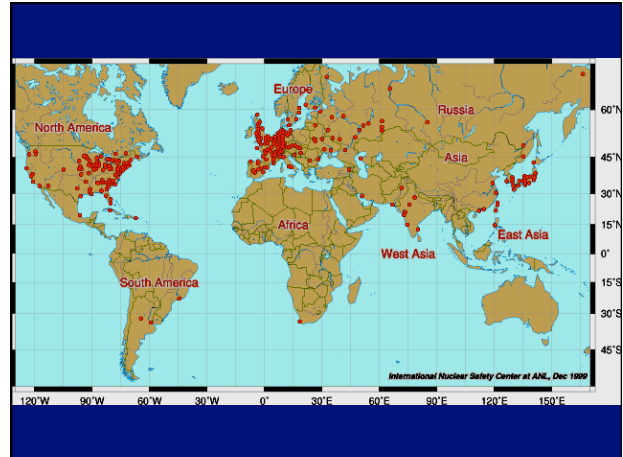 Europe
60°N
Russia
North America
Asia
45°N
30°N
15°N
East Asia
Africa
West Asia
0°
South America
15°S
30°S
45°S
International Nuclear Safety Center at ANL, Dec 1999
120°W 90°W 60°W 30°W 0° 30°E 60°E 90°E 120°E 150°E